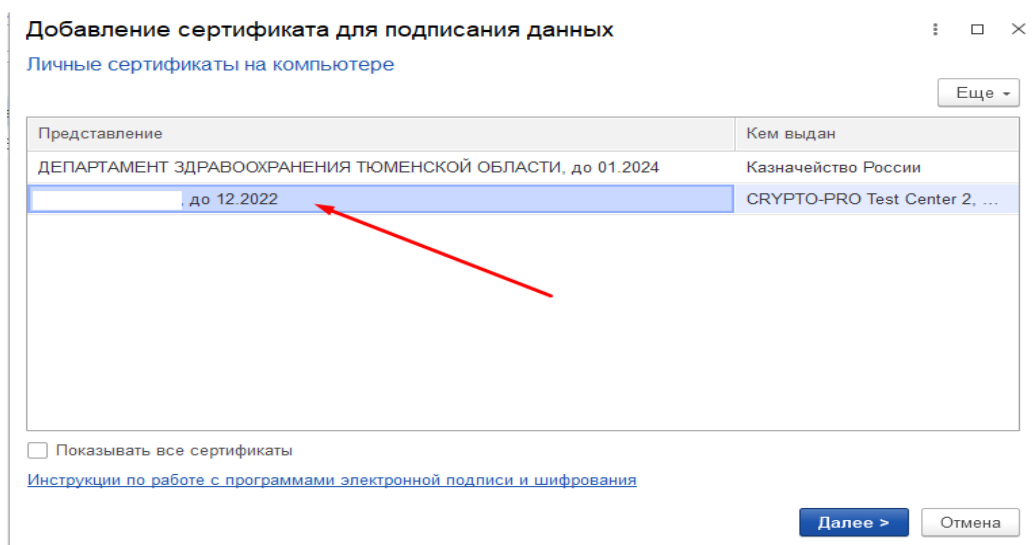 Добавление сертификата для подписания данных
Личные сертификаты на компьютере
Еще
Представление Кем выдан
ДЕПАРТАМЕНТ ЗДРАВООХРАНЕНИЯ ТЮМЕНСКОЙ ОБЛАСТИ, до 01.2024 Казначейство России
, до 12.2022 CRYPTO-PRO Test Center 2, ...
Показывать все сертификаты
Инструкции по работе с программами электронной подписи и шифрования
Далее > Отмена